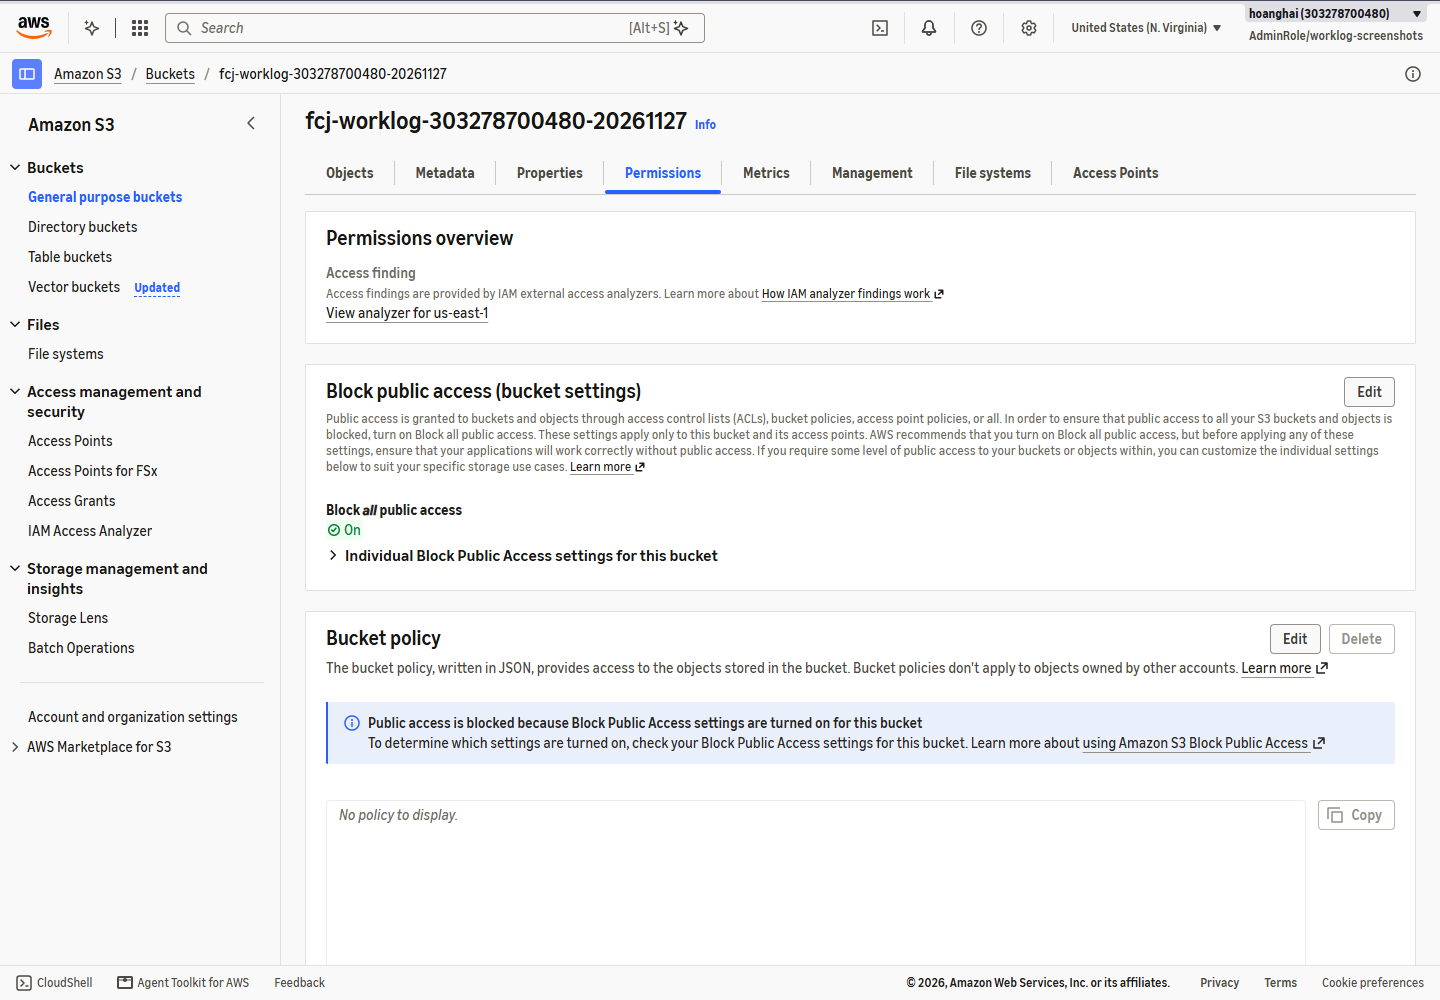 aws
Search
[Alt+S]
United States (N. Virginia)
hoanghai (303278700480)
AdminRole/worklog-screenshots
Amazon S3 / Buckets / fcj-worklog-303278700480-20261127
Amazon S3
Buckets
General purpose buckets
Directory buckets
Table buckets
Vector buckets Updated
Files
File systems
Access management and
security
Access Points
Access Points for FSx
Access Grants
IAM Access Analyzer
Storage management and
insights
Storage Lens
Batch Operations
Account and organization settings
AWS Marketplace for S3
fcj-worklog-303278700480-20261127 Info
Objects Metadata Properties Permissions Metrics Management File systems Access Points
Permissions overview
Access finding
Access findings are provided by IAM external access analyzers. Learn more about How IAM analyzer findings work
View analyzer for us-east-1
Block public access (bucket settings)
Edit
Public access is granted to buckets and objects through access control lists (ACLs), bucket policies, access point policies, or all. In order to ensure that public access to all your S3 buckets and objects is
blocked, turn on Block all public access. These settings apply only to this bucket and its access points. AWS recommends that you turn on Block all public access, but before applying any of these
settings, ensure that your applications will work correctly without public access. If you require some level of public access to your buckets or objects within, you can customize the individual settings
below to suit your specific storage use cases. Learn more
Block all public access
On
Individual Block Public Access settings for this bucket
Bucket policy
Edit Delete
The bucket policy, written in JSON, provides access to the objects stored in the bucket. Bucket policies don't apply to objects owned by other accounts. Learn more
Public access is blocked because Block Public Access settings are turned on for this bucket
To determine which settings are turned on, check your Block Public Access settings for this bucket. Learn more about using Amazon S3 Block Public Access
No policy to display.
Copy
CloudShell Agent Toolkit for AWS Feedback
© 2026, Amazon Web Services, Inc. or its affiliates. Privacy Terms Cookie preferences